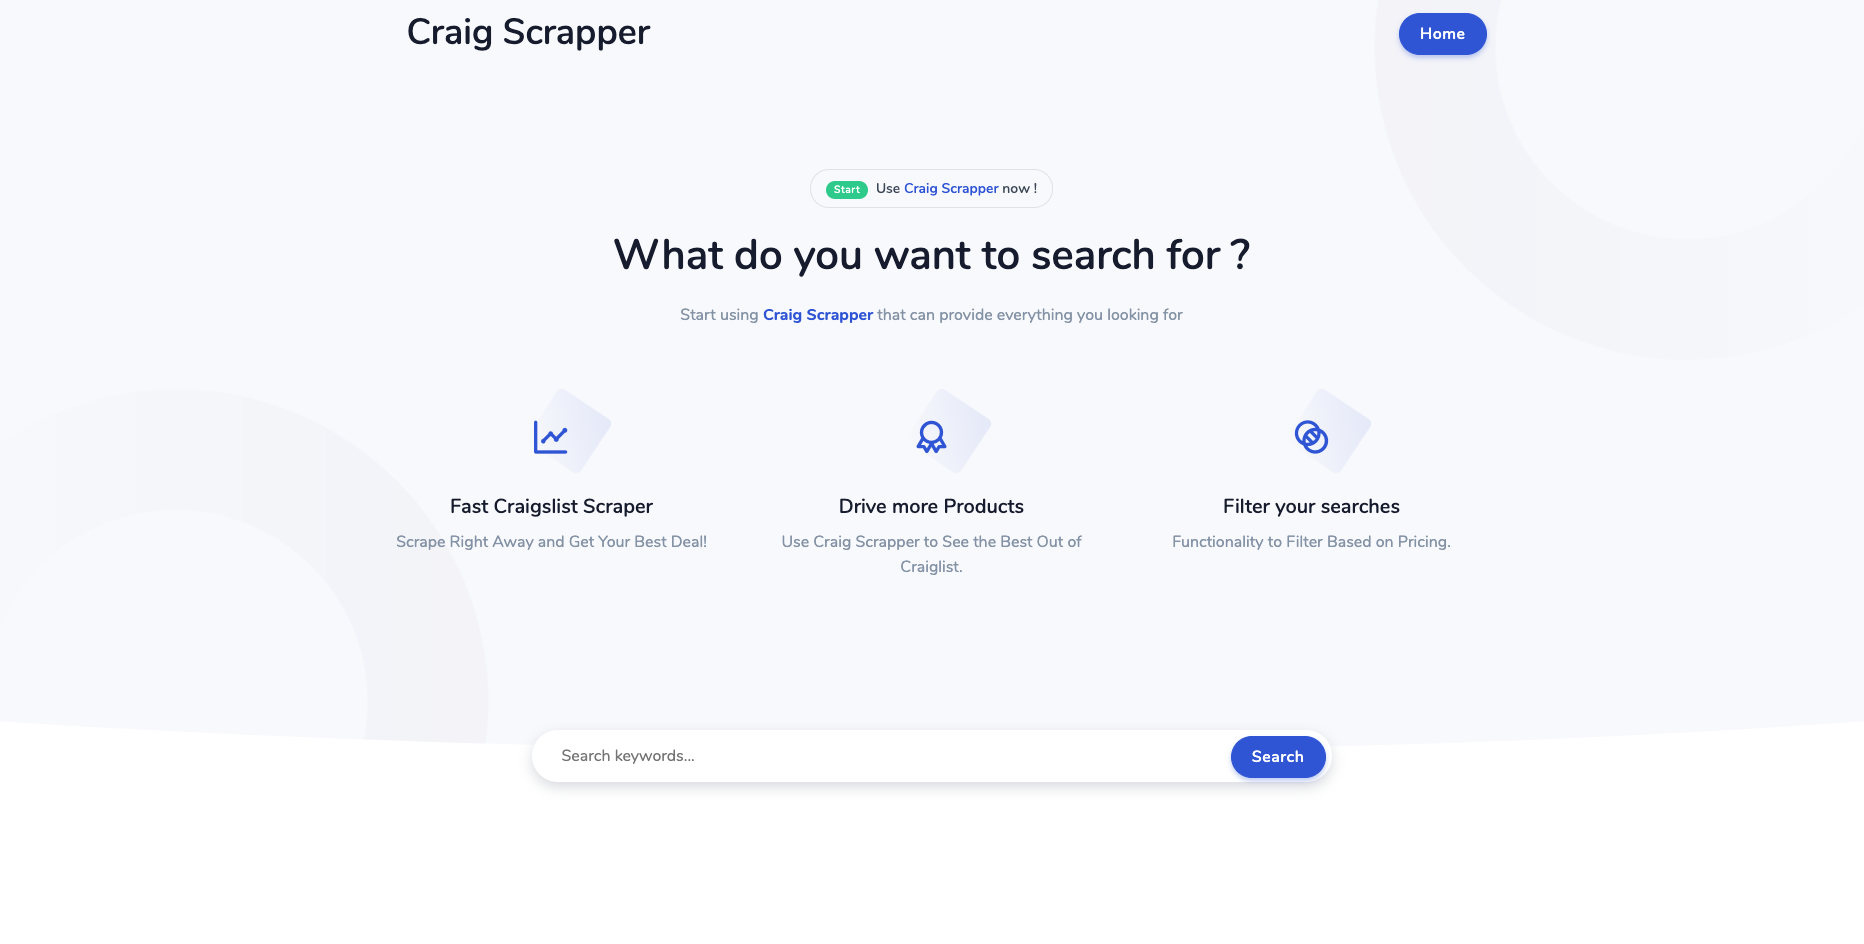 Craig Scrapper
Home
Start Use Craig Scrapper now !
What do you want to search for ?
Start using Craig Scrapper that can provide everything you looking for
Fast Craigslist Scraper
Scrape Right Away and Get Your Best Deal!
Drive more Products
Use Craig Scrapper to See the Best Out of
Craiglist.
Filter your searches
Functionality to Filter Based on Pricing.
Search keywords...
Search